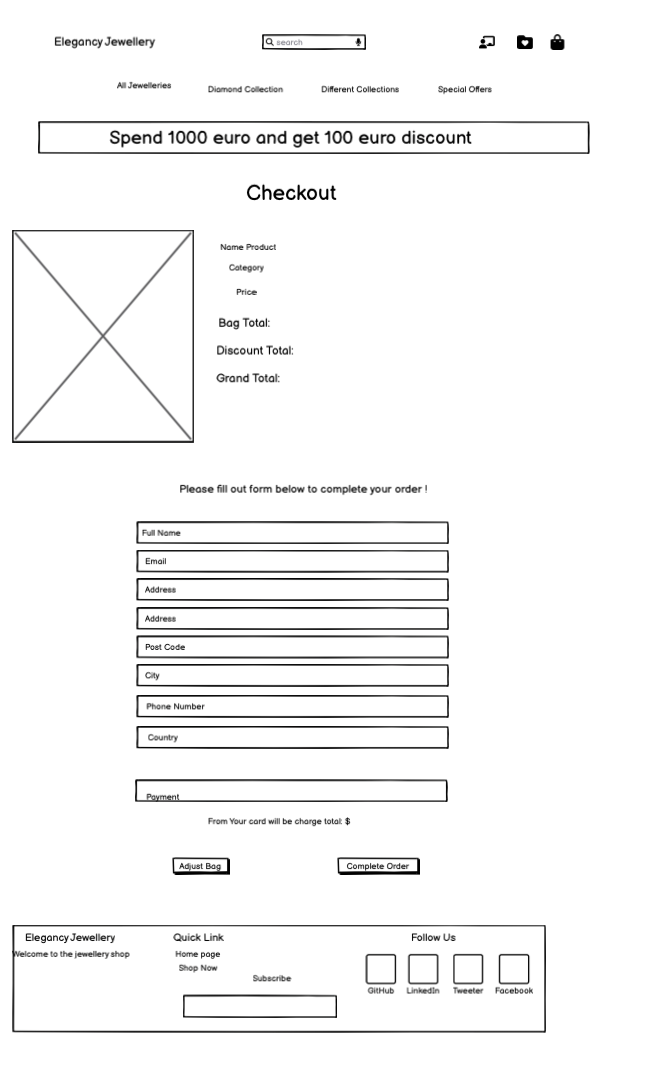 Elegancy Jewellery
search
All Jewelleries
Diamond Collection
Different Collections
Special Offers
Spend 1000 euro and get 100 euro discount
Checkout
Name Product
Category
Price
Bag Total:
Discount Total:
Grand Total:
Please fill out form below to complete your order !
Full Name
Email
Address
Address
Post Code
City
Phone Number
Country
Payment
From Your card will be charge total: $
Adjust Bag
Complete Order
Elegancy Jewellery
Welcome to the jewellery shop
Quick Link
Home page
Shop Now
Subscribe
Follow Us
GitHub
LinkedIn
Tweeter
Facebook